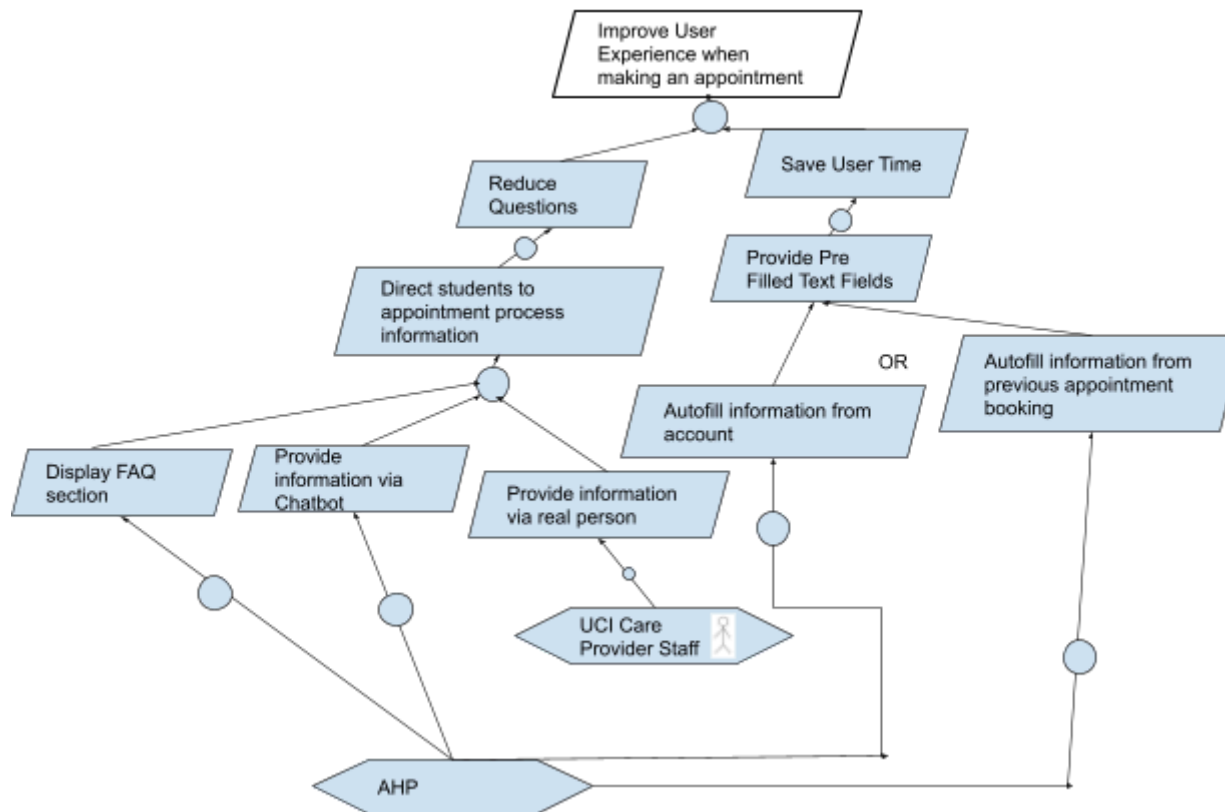 Improve User
Experience when
making an appointment
Save User Time
Reduce
Questions
Provide Pre
Filled Text Fields
Direct students to
appointment process
information
OR
Autofill information from
previous appointment
booking
Autofill information from
account
Display FAQ
section
Provide
information via
Chatbot
Provide information
via real person
UCI Care
Provider Staff
AHP